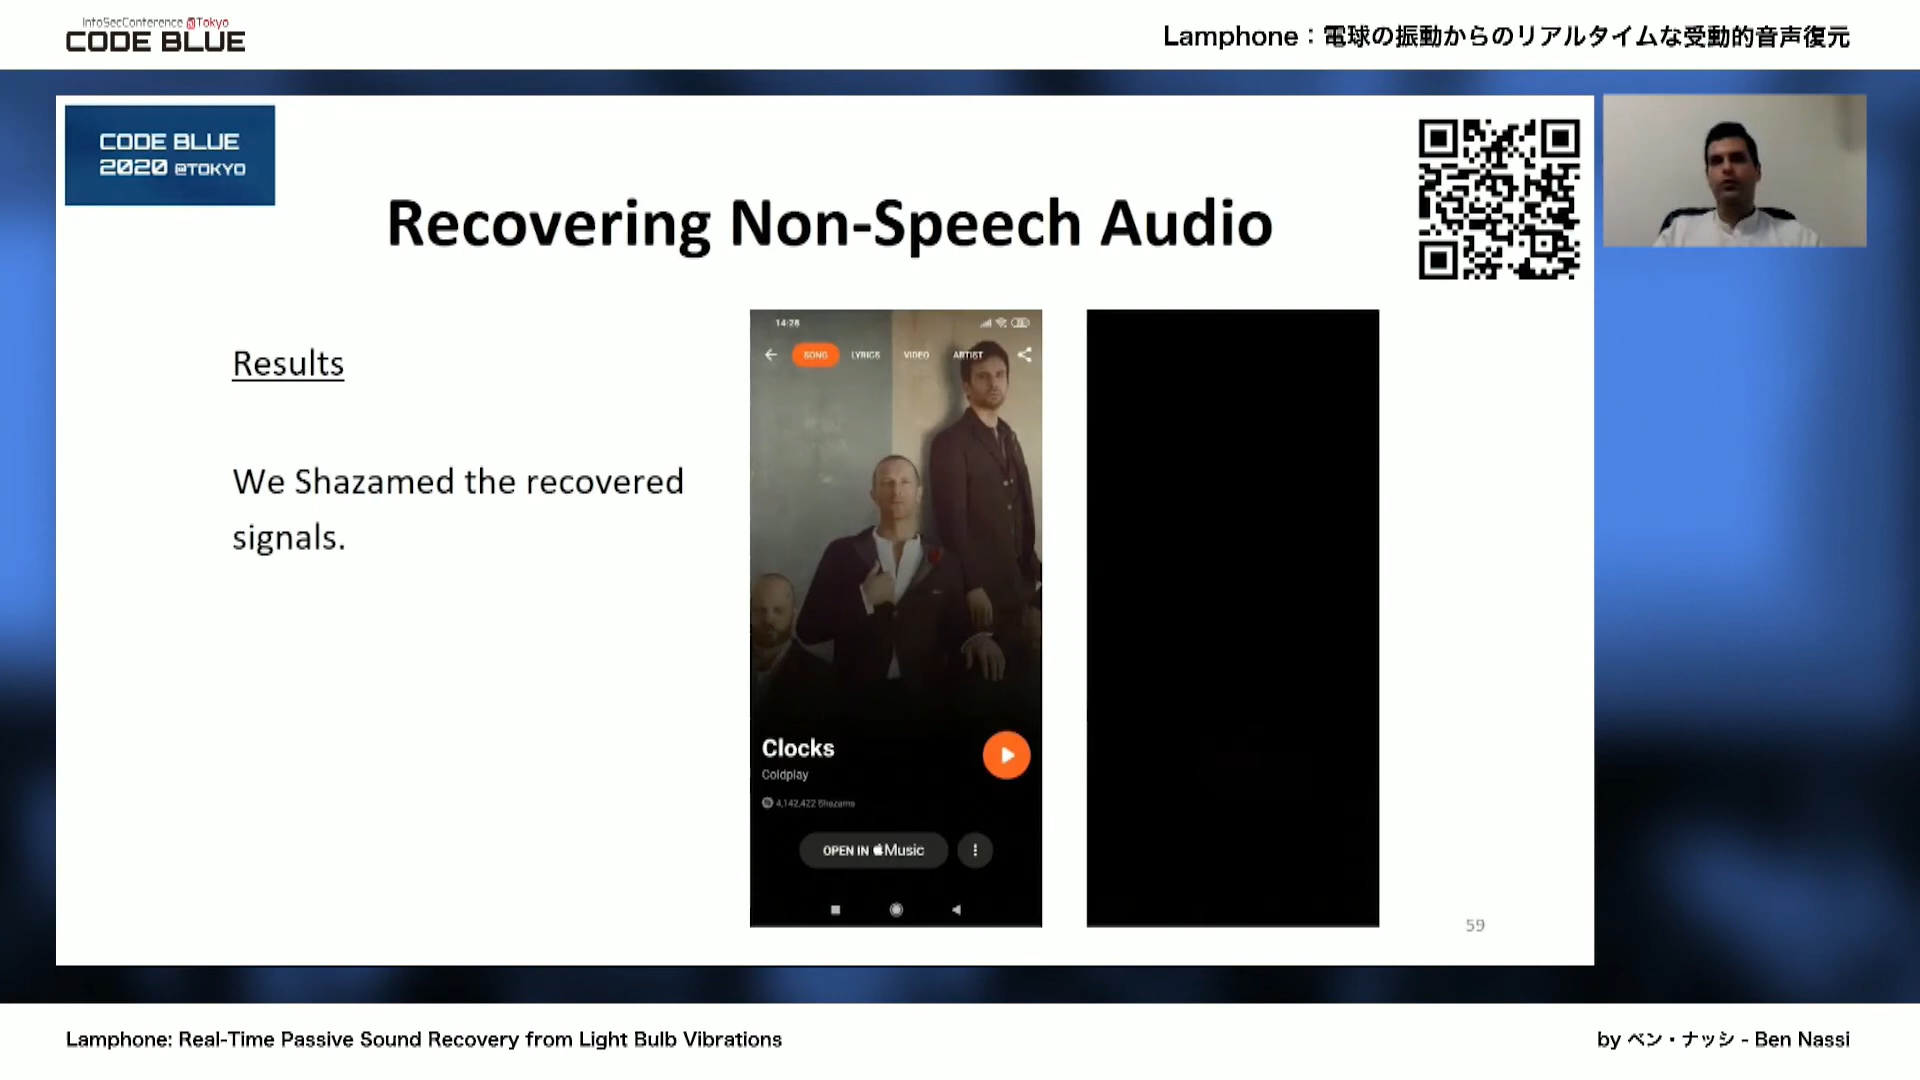 InfoSecConference @Tokyo
CODE BLUE
Lamphone：電球の振動からのリアルタイムな受動的音声復元
CODE BLUE
2020 @TOKYO
Recovering Non-Speech Audio
Results
We Shazamed the recovered
signals.
14:28
SONG LYRICS VIDEO ARTIST
Clocks
Coldplay
4,142,422 Shazams
OPEN IN Music
59
Lamphone: Real-Time Passive Sound Recovery from Light Bulb Vibrations
by ベン・ナッシ - Ben Nassi